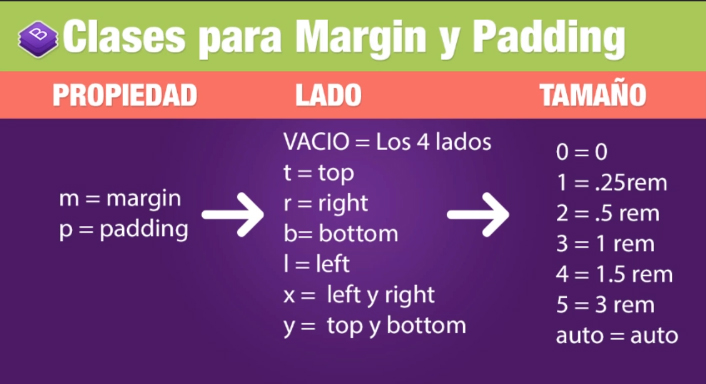 B
Clases para Margin y Padding
PROPIEDAD
LADO
TAMAÑO
m = margin
p = padding
VACIO = Los 4 lados
t = top
r = right
b= bottom
l = left
x = left y right
y = top y bottom
0 = 0
1 = .25rem
2 = .5 rem
3 = 1 rem
4 = 1.5 rem
5 = 3 rem
auto = auto